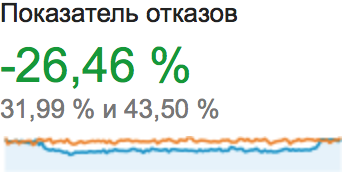 Показатель отказов
-26,46 %
31,99 % и 43,50 %